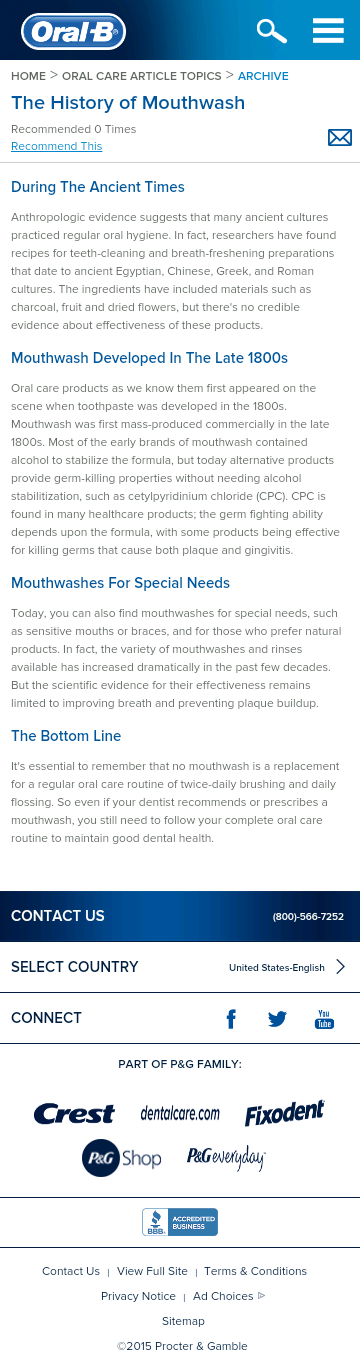 Oral-B
HOME > ORAL CARE ARTICLE TOPICS > ARCHIVE
The History of Mouthwash
Recommended 0 Times
Recommend This
During The Ancient Times
Anthropologic evidence suggests that many ancient cultures
practiced regular oral hygiene. In fact, researchers have found
recipes for teeth-cleaning and breath-freshening preparations
that date to ancient Egyptian, Chinese, Greek, and Roman
cultures. The ingredients have included materials such as
charcoal, fruit and dried flowers, but there's no credible
evidence about effectiveness of these products.
Mouthwash Developed In The Late 1800s
Oral care products as we know them first appeared on the
scene when toothpaste was developed in the 1800s.
Mouthwash was first mass-produced commercially in the late
1800s. Most of the early brands of mouthwash contained
alcohol to stabilize the formula, but today alternative products
provide germ-killing properties without needing alcohol
stabilitization, such as cetylpyridinium chloride (CPC). CPC is
found in many healthcare products; the germ fighting ability
depends upon the formula, with some products being effective
for killing germs that cause both plaque and gingivitis.
Mouthwashes For Special Needs
Today, you can also find mouthwashes for special needs, such
as sensitive mouths or braces, and for those who prefer natural
products. In fact, the variety of mouthwashes and rinses
available has increased dramatically in the past few decades.
But the scientific evidence for their effectiveness remains
limited to improving breath and preventing plaque buildup.
The Bottom Line
It's essential to remember that no mouthwash is a replacement
for a regular oral care routine of twice-daily brushing and daily
flossing. So even if your dentist recommends or prescribes a
mouthwash, you still need to follow your complete oral care
routine to maintain good dental health.
CONTACT US (800)-566-7252
SELECT COUNTRY United States-English
CONNECT You Tube
PART OF P&G FAMILY:
Crest dentalcare.com Fixodent
P&G Shop P&G everyday
BBB. ACCREDITED BUSINESS
Contact Us | View Full Site | Terms & Conditions
Privacy Notice | Ad Choices
Sitemap
©2015 Procter & Gamble